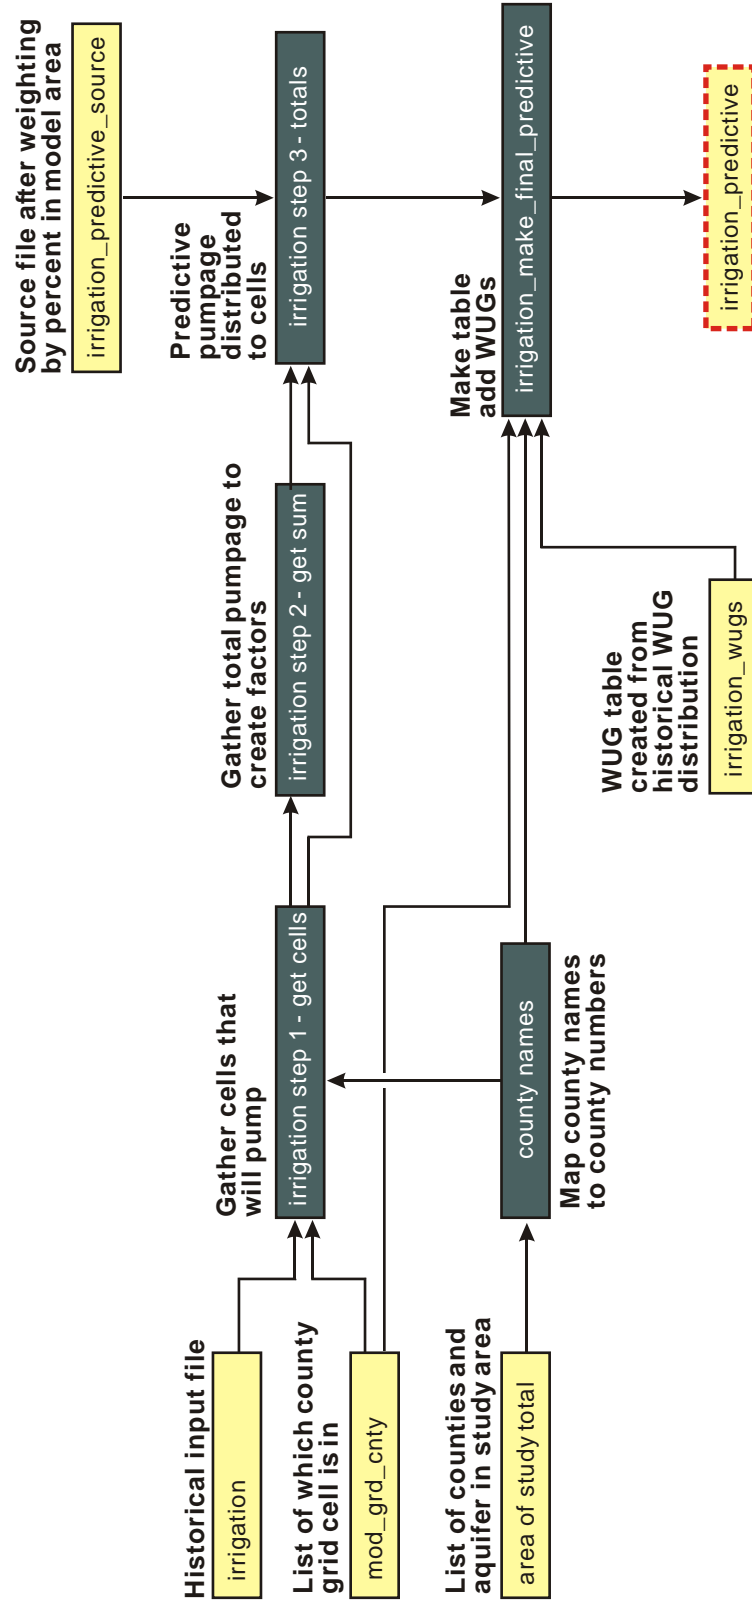 Historical input file
irrigation
List of which county
grid cell is in
mod_grd_cnty
List of counties and
aquifer in study area
area of study total
Gather cells that
will pump
irrigation step 1 - get cells
county names
Map county names
to county numbers
Gather total pumpage to
create factors
irrigation step 2 - get sum
WUG table
created from
historical WUG
distribution
irrigation_wugs
Source file after weighting
by percent in model area
irrigation_predictive_source
Predictive
pumpage
distributed
to cells
irrigation step 3 - totals
Make table
add WUGs
irrigation_make_final_predictive
irrigation_predictive